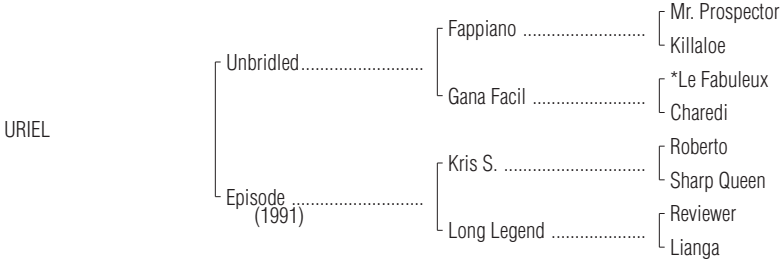 Mr. Prospector
Fappiano ............................
Killaloe
Unbridled............................
*Le Fabuleux
Gana Facil ..........................
Charedi
URIEL
Roberto
Kris S. .................................
Sharp Queen
Episode ..............................
(1991)
Reviewer
Long Legend .....................
Lianga